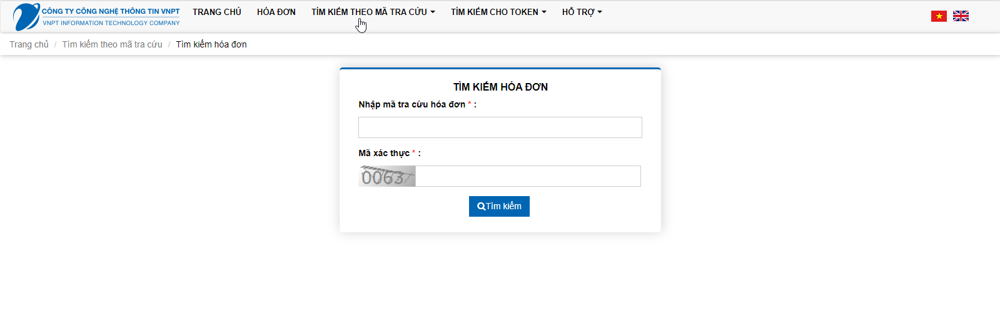 CÔNG TY CÔNG NGHỆ THÔNG TIN VNPT
VNPT INFORMATION TECHNOLOGY COMPANY
TRANG CHỦ HÓA ĐƠN TÌM KIẾM THEO MÃ TRA CỨU TÌM KIẾM CHO TOKEN HỖ TRỢ
Trang chủ / Tìm kiếm theo mã tra cứu / Tìm kiếm hóa đơn
TÌM KIẾM HÓA ĐƠN
Nhập mã tra cứu hóa đơn * :
Mã xác thực * :
0063
Tìm kiếm